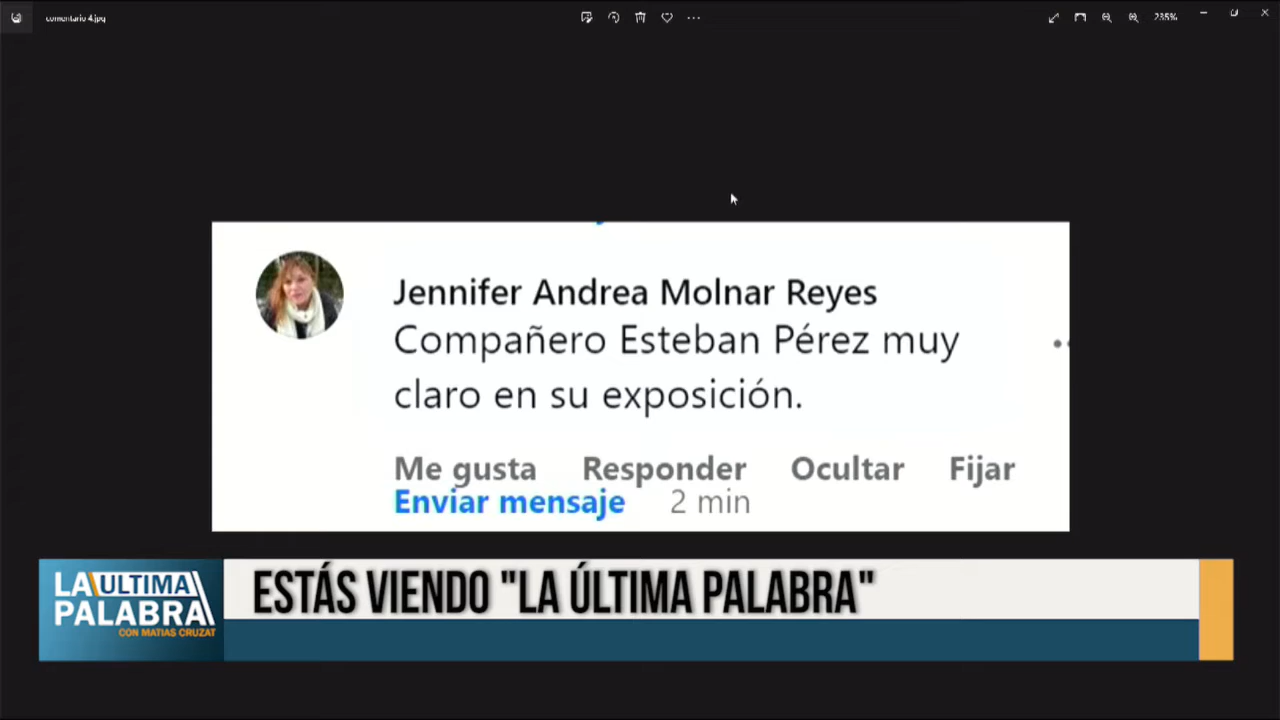 comentario 4.jpg
235%
Jennifer Andrea Molnar Reyes
Compañero Esteban Pérez muy
claro en su exposición.
Me gusta Responder Ocultar Fijar
Enviar mensaje 2 min
LA ULTIMA
PALABRA
CON MATIAS CRUZAT
ESTÁS VIENDO "LA ÚLTIMA PALABRA"